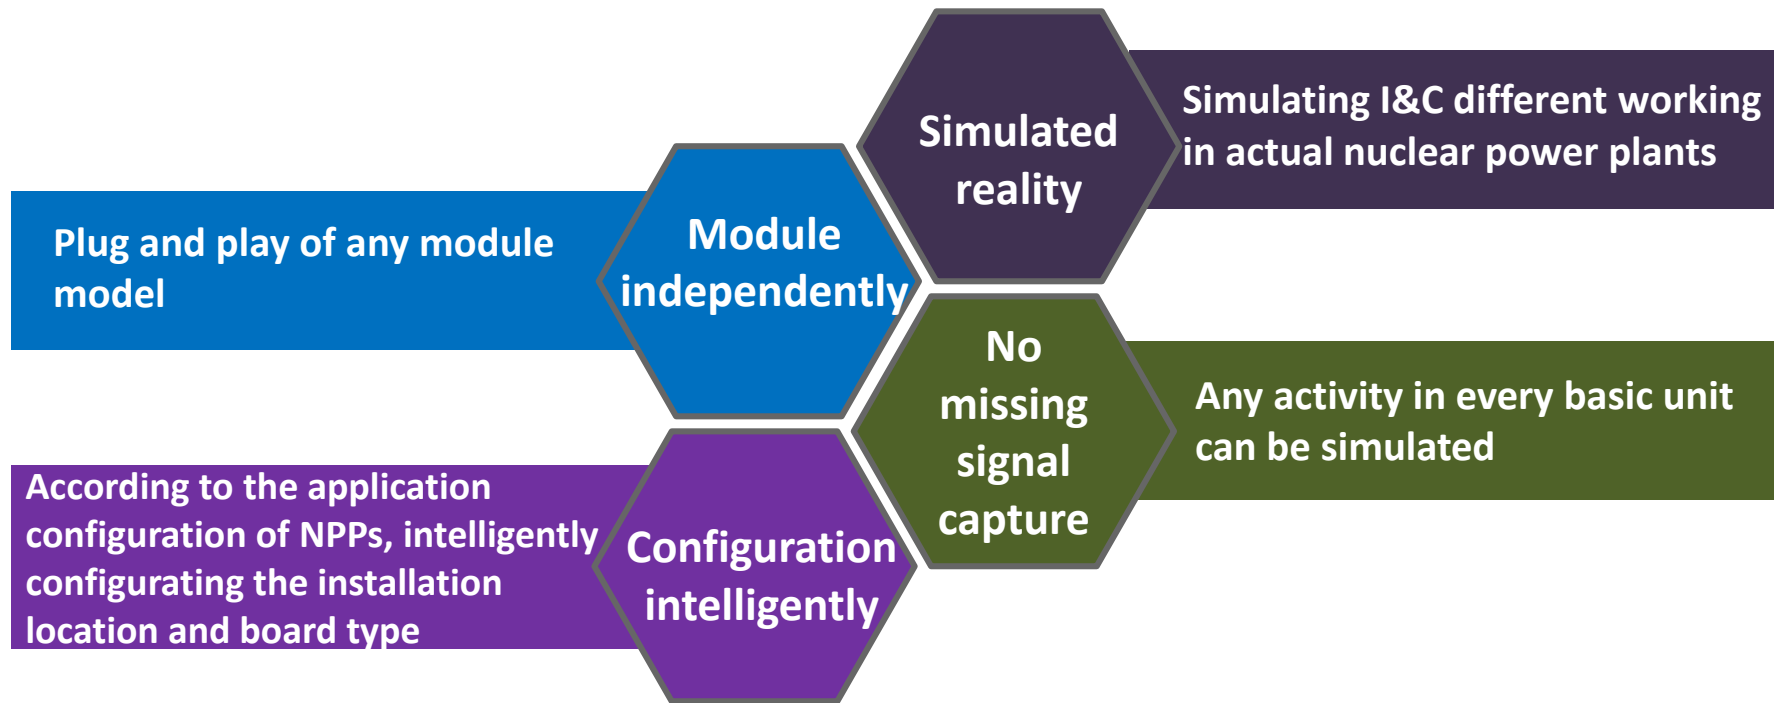 Simulated
reality
Simulating I&C different working
in actual nuclear power plants
Plug and play of any module
model
Module
independently
No
missing
signal
capture
Any activity in every basic unit
can be simulated
According to the application
configuration of NPPs, intelligently
configurating the installation
location and board type
Configuration
intelligently